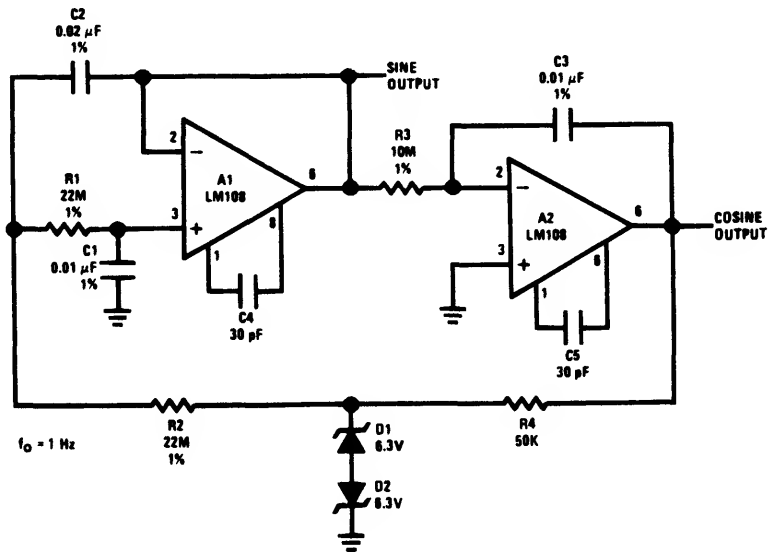 C2
0.02 µF
1%
SINE
OUTPUT
C3
0.01 µF
1%
R3
10M
1%
2
−
A1
LM108
6
3
+
1
8
C4
30 pF
R1
22M
1%
C1
0.01 µF
1%
2
−
A2
LM108
6
3
+
1
8
C5
30 pF
COSINE
OUTPUT
R2
22M
1%
D1
6.3V
D2
6.3V
R4
50K
fO = 1 Hz